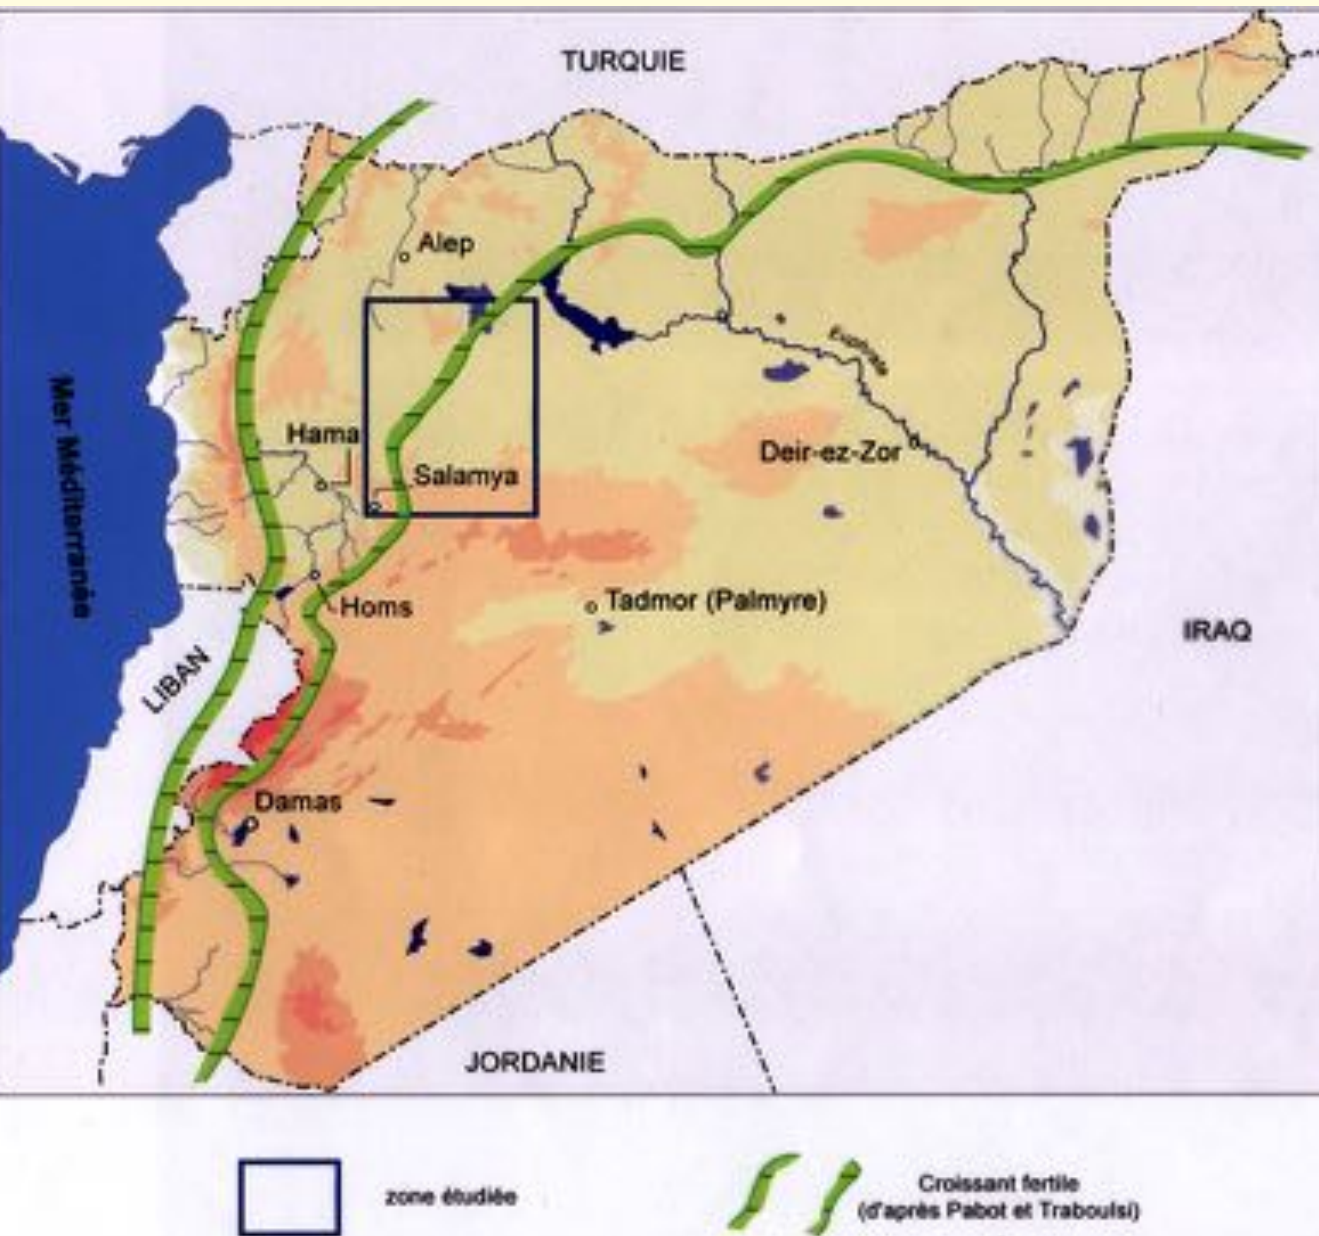 TURQUIE
Alep
Euphrate
Mer Méditerranée
Hama
Deir-ez-Zor
Salamya
Tadmor (Palmyre)
Homs
IRAQ
LIBAN
Damas
JORDANIE
zone étudiée
Croissant fertile
(d'après Pabot et Traboulsi)